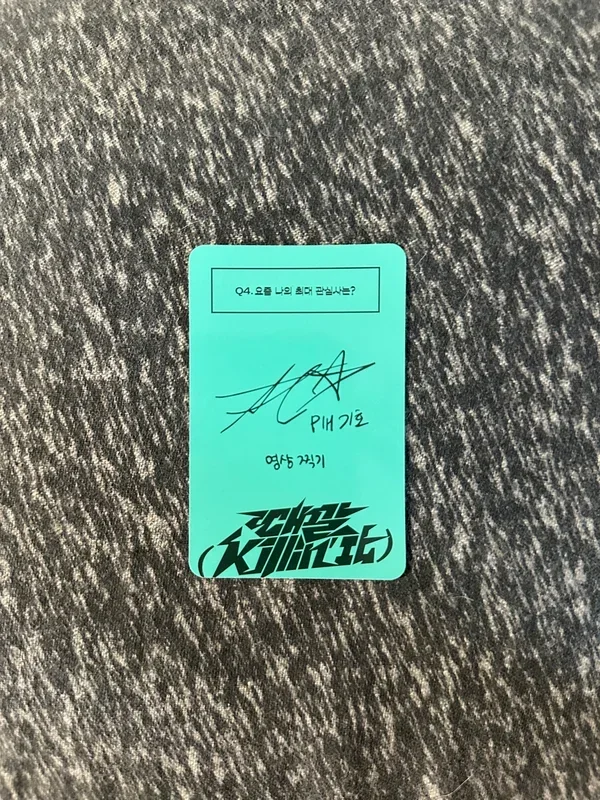 Q4.요즘 나의 최대 관심사는?
P1H 기호
영상 찍기
때깔
(Killin' It)